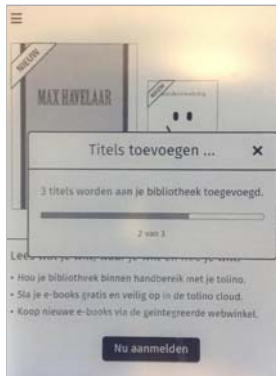 NIEUW
MAX HAVELAAR
NIEUW
Titels toevoegen ... ×
3 titels worden aan je bibliotheek toegevoegd.
2 van 3
• Hou je bibliotheek binnen handbereik met je tolino.
• Sla je e-books gratis en veilig op in de tolino cloud.
• Koop nieuwe e-books via de geïntegreerde webwinkel.
Nu aanmelden